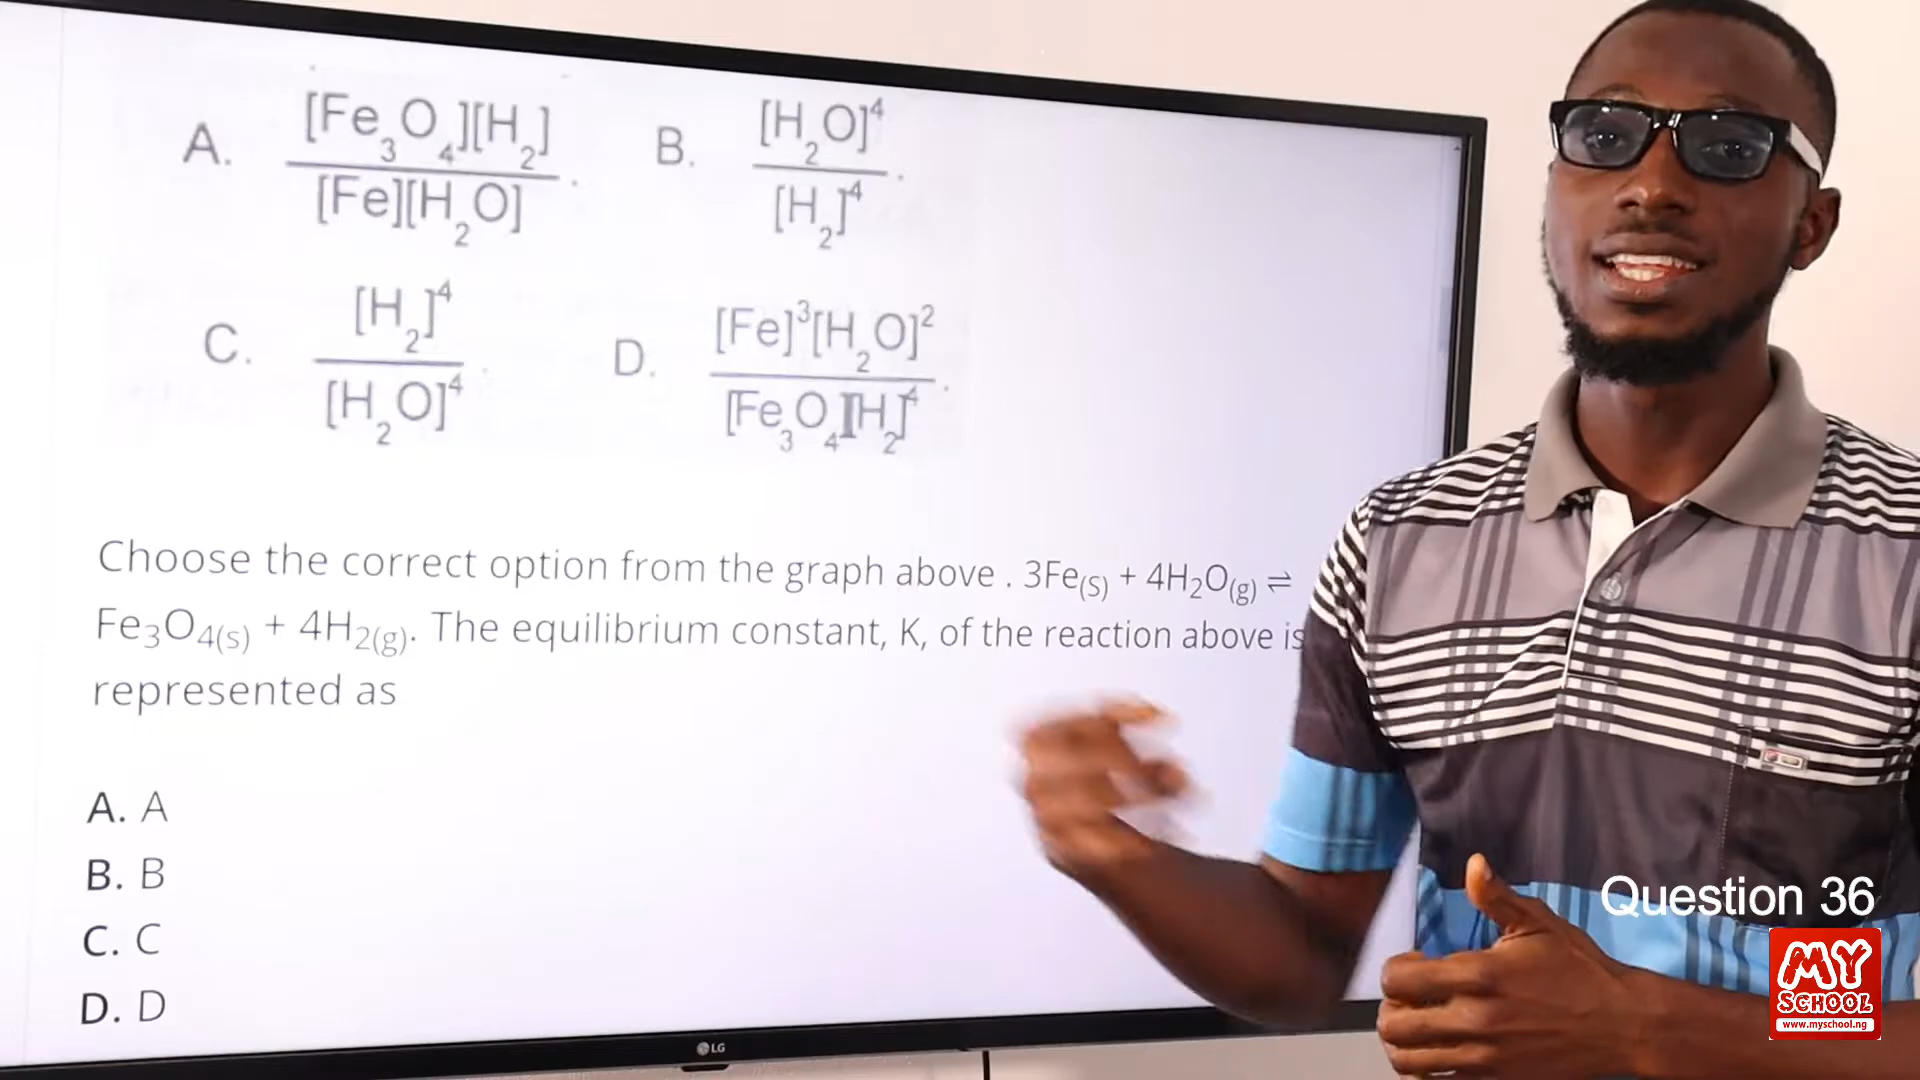 A. [Fe₃O₄][H₂] / [Fe][H₂O] .
B. [H₂O]⁴ / [H₂]⁴ .
C. [H₂]⁴ / [H₂O]⁴ .
D. [Fe]³[H₂O]² / [Fe₃O₄][H₂]⁴ .
Choose the correct option from the graph above . 3Fe(S) + 4H₂O(g) ⇌
Fe₃O₄(s) + 4H₂(g). The equilibrium constant, K, of the reaction above is
represented as
A. A
B. B
C. C
D. D
LG
Question 36
MY
SCHOOL
www.myschool.ng